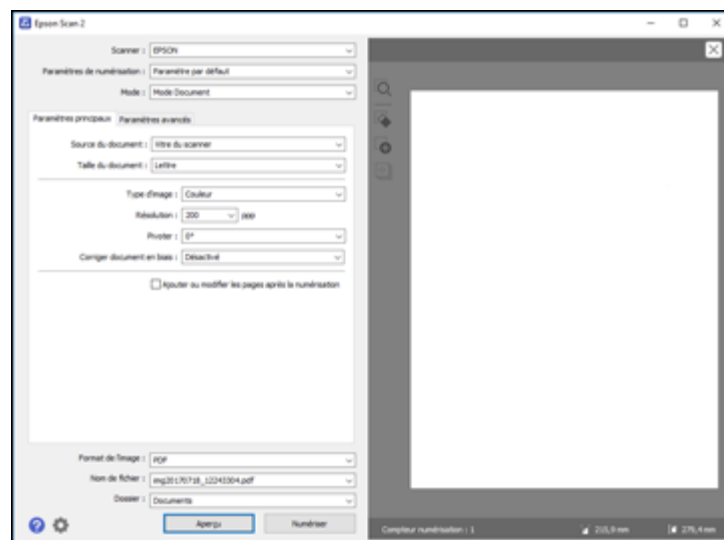 Epson Scan 2
Scanner : EPSON
Paramètres de numérisation : Paramètre par défaut
Mode : Mode Document
Paramètres principaux Paramètres avancés
Source du document : Vitre du scanner
Taille du document : Lettre
Type d'image : Couleur
Résolution : 200 ppp
Pivoter : 0°
Corriger document en biais : Désactivé
Ajouter ou modifier les pages après la numérisation
Format de l'image : PDF
Nom de fichier : img20170718_12243304.pdf
Dossier : Documents
Aperçu Numériser
Compteur numérisation : 1 215,9 mm 279,4 mm